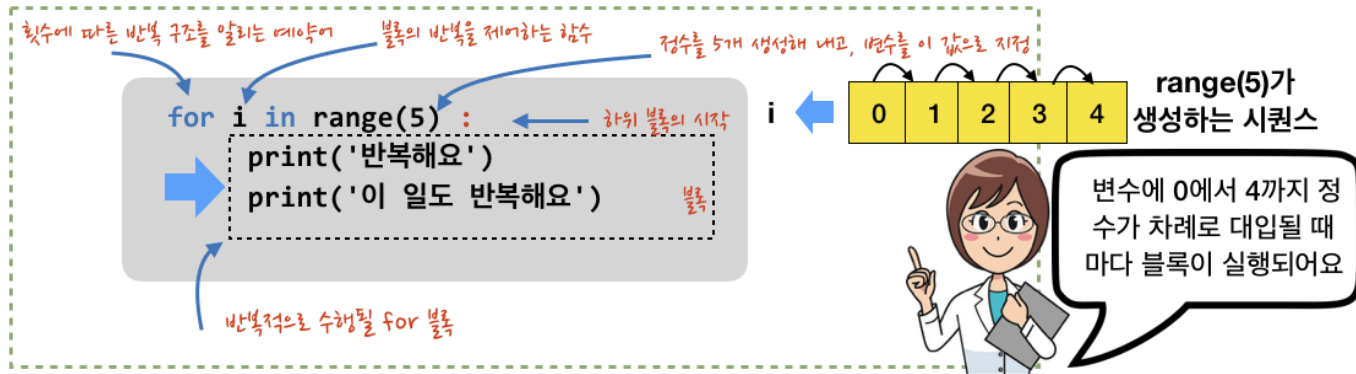 횟수에 따른 반복 구조를 알리는 예약어
블록의 반복을 제어하는 함수
정수를 5개 생성해 내고, 변수를 이 값으로 지정
for i in range(5) :
하위 블록의 시작
print('반복해요')
print('이 일도 반복해요')
블록
반복적으로 수행될 for 블록
i
0 1 2 3 4
range(5)가
생성하는 시퀀스
변수에 0에서 4까지 정
수가 차례로 대입될 때
마다 블록이 실행되어요